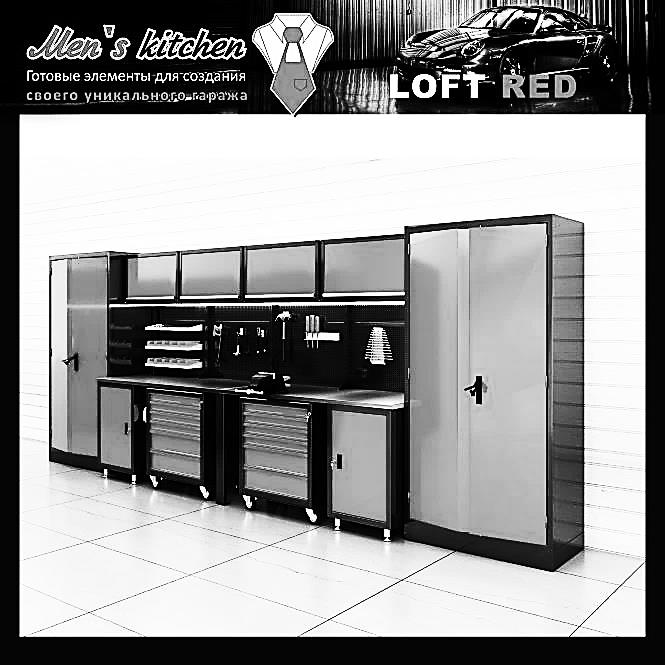 Men's kitchen
Готовые элементы для создания
своего уникального гаража
LOFT RED